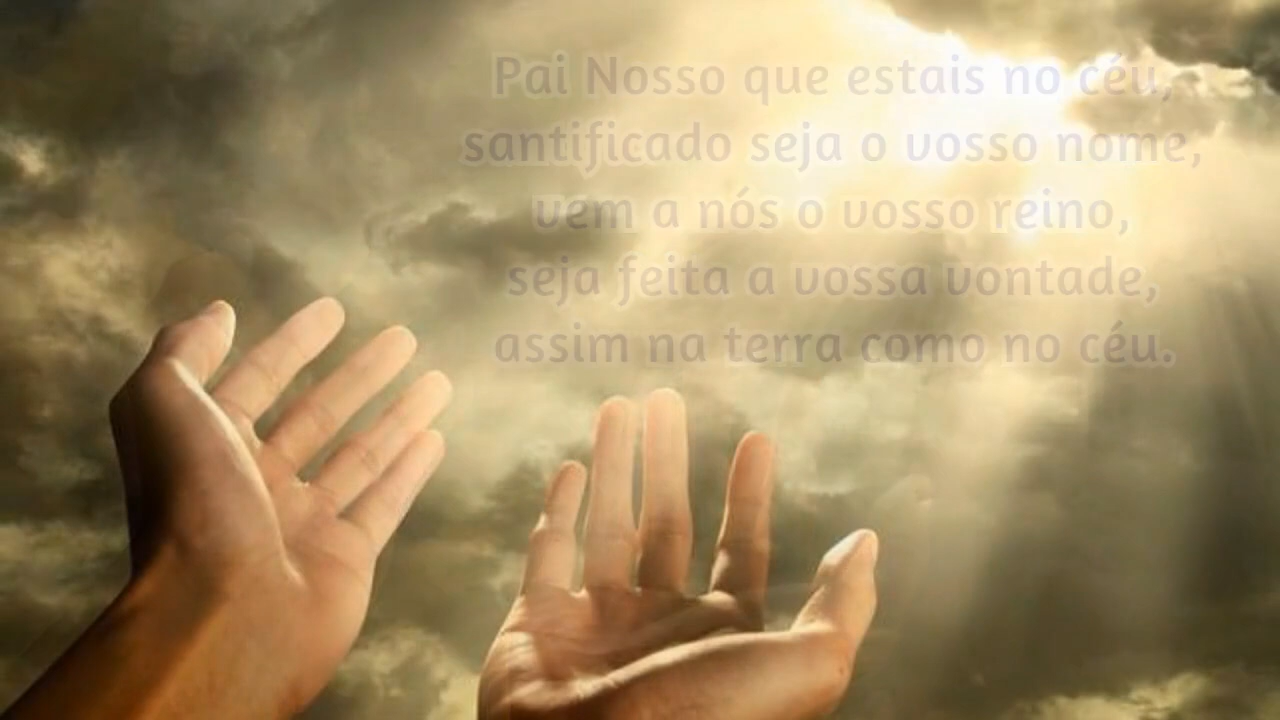 Pai Nosso que estais no céu,
santificado seja o vosso nome,
vem a nós o vosso reino,
seja feita a vossa vontade,
assim na terra como no céu.